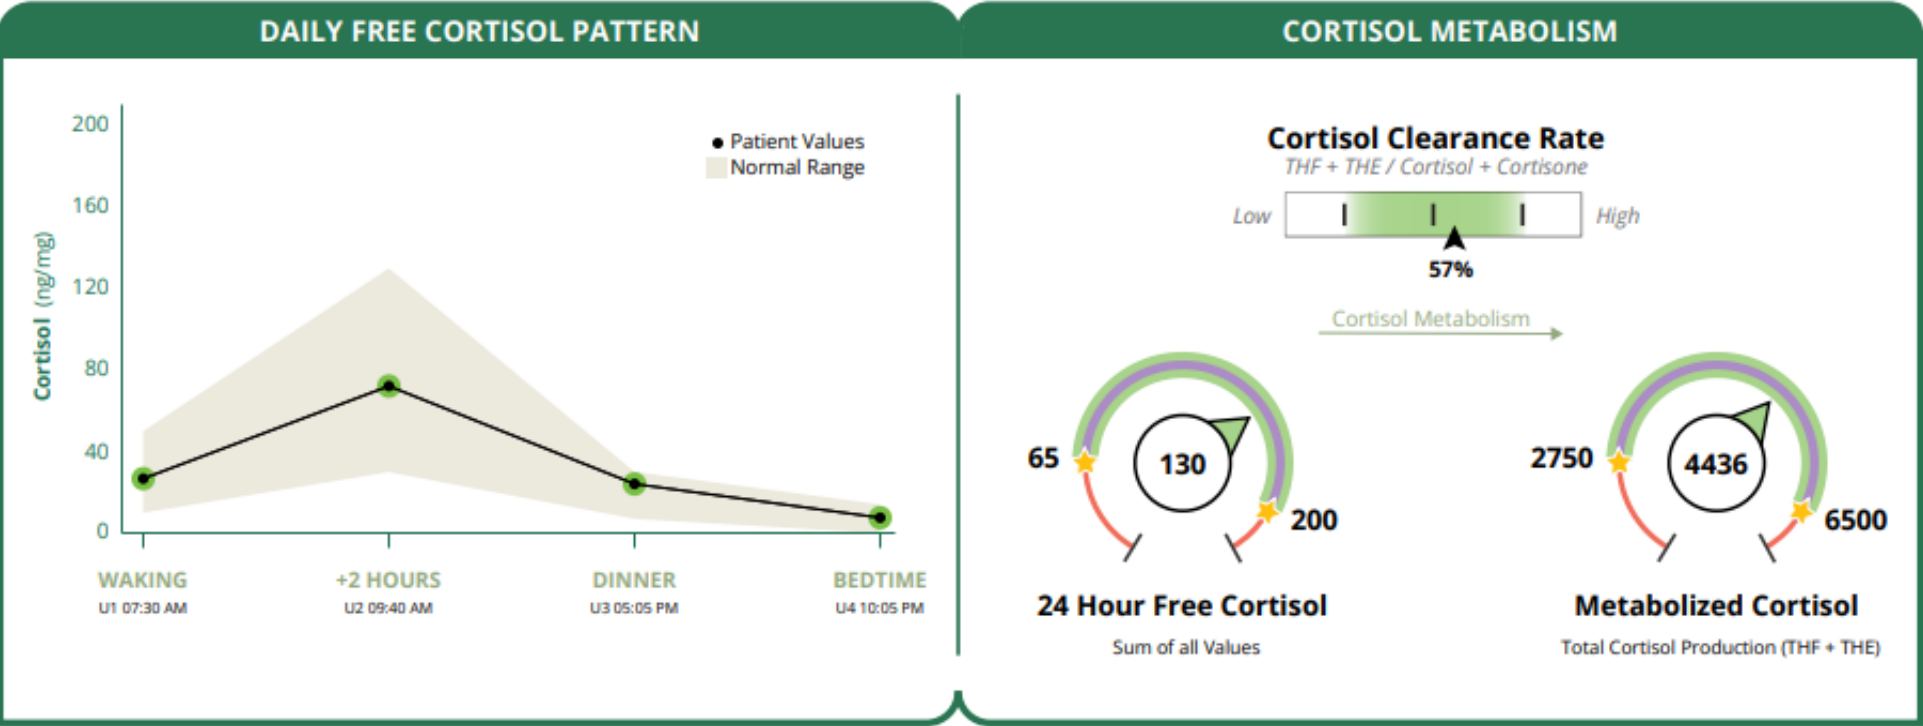 DAILY FREE CORTISOL PATTERN
200
160
120
80
40
0
Cortisol (ng/mg)
Patient Values
Normal Range
WAKING
U1 07:30 AM
+2 HOURS
U2 09:40 AM
DINNER
U3 05:05 PM
BEDTIME
U4 10:05 PM
CORTISOL METABOLISM
Cortisol Clearance Rate
THF + THE / Cortisol + Cortisone
Low
High
57%
Cortisol Metabolism
65
130
200
24 Hour Free Cortisol
Sum of all Values
2750
4436
6500
Metabolized Cortisol
Total Cortisol Production (THF + THE)